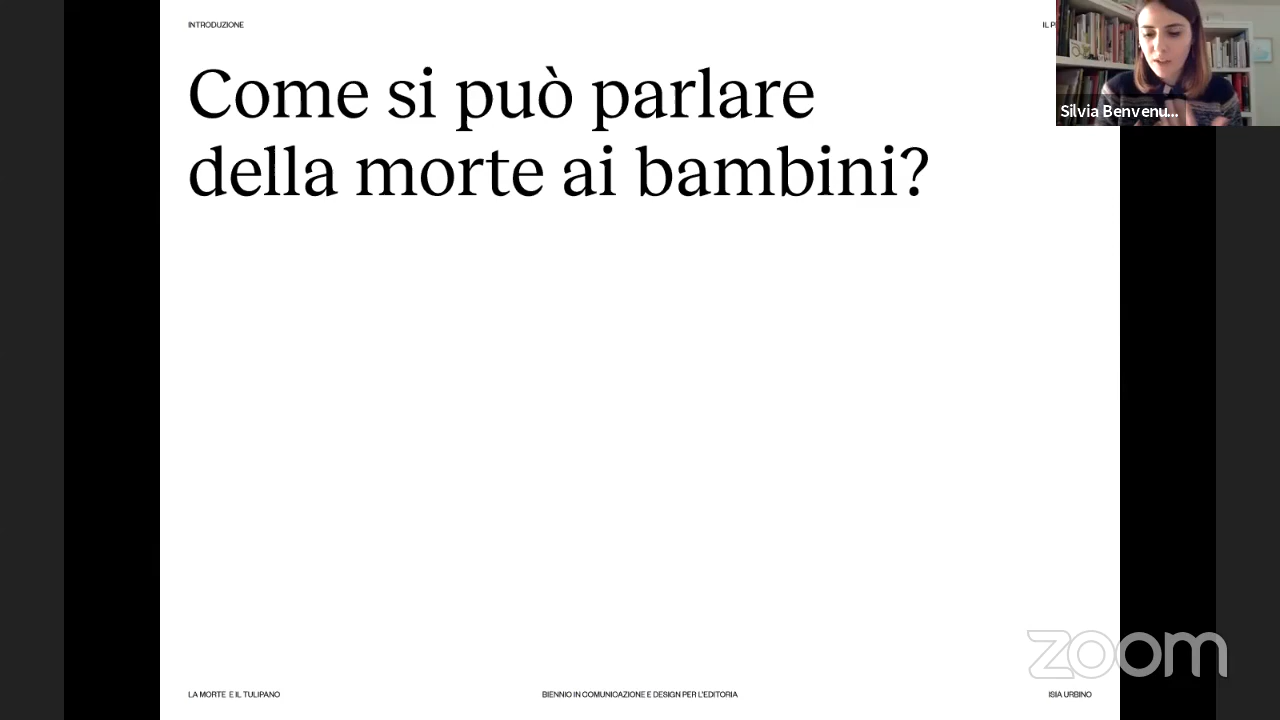 INTRODUZIONE
IL P
Silvia Benvenu...
Come si può parlare
della morte ai bambini?
zoom
LA MORTE E IL TULIPANO
BIENNIO IN COMUNICAZIONE E DESIGN PER L'EDITORIA
ISIA URBINO